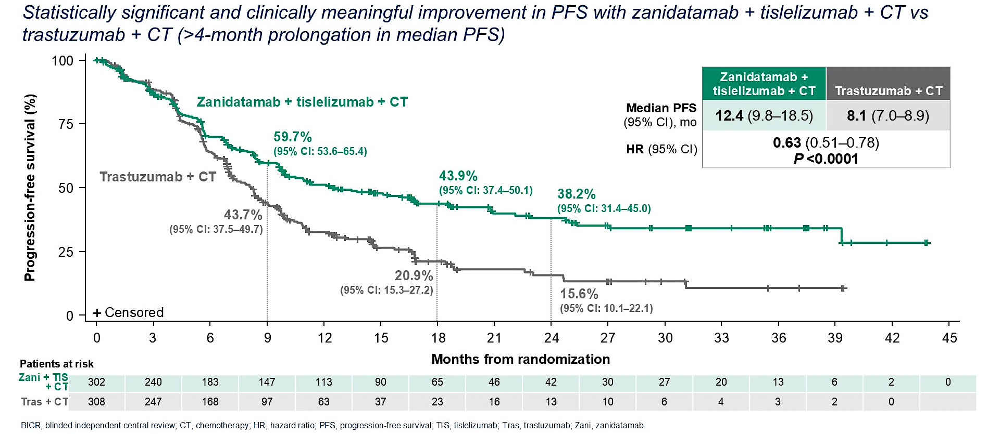 Statistically significant and clinically meaningful improvement in PFS with zanidatamab + tislelizumab + CT vs
trastuzumab + CT (>4-month prolongation in median PFS)
Progression-free survival (%)
100
75
50
25
0
Zanidatamab + tislelizumab + CT
Trastuzumab + CT
59.7%
(95% CI: 53.6–65.4)
43.7%
(95% CI: 37.5–49.7)
43.9%
(95% CI: 37.4–50.1)
20.9%
(95% CI: 15.3–27.2)
38.2%
(95% CI: 31.4–45.0)
15.6%
(95% CI: 10.1–22.1)
+ Censored
Zanidatamab +
tislelizumab + CT
Trastuzumab + CT
Median PFS
(95% CI), mo
12.4 (9.8–18.5)
8.1 (7.0–8.9)
HR (95% CI)
0.63 (0.51–0.78)
P <0.0001
0 3 6 9 12 15 18 21 24 27 30 33 36 39 42 45
Months from randomization
Patients at risk
Zani + TIS
+ CT
302 240 183 147 113 90 65 46 42 30 27 20 13 6 2 0
Tras + CT 308 247 168 97 63 37 23 16 13 10 6 4 3 2 0
BICR, blinded independent central review; CT, chemotherapy; HR, hazard ratio; PFS, progression-free survival; TIS, tislelizumab; Tras, trastuzumab; Zani, zanidatamab.